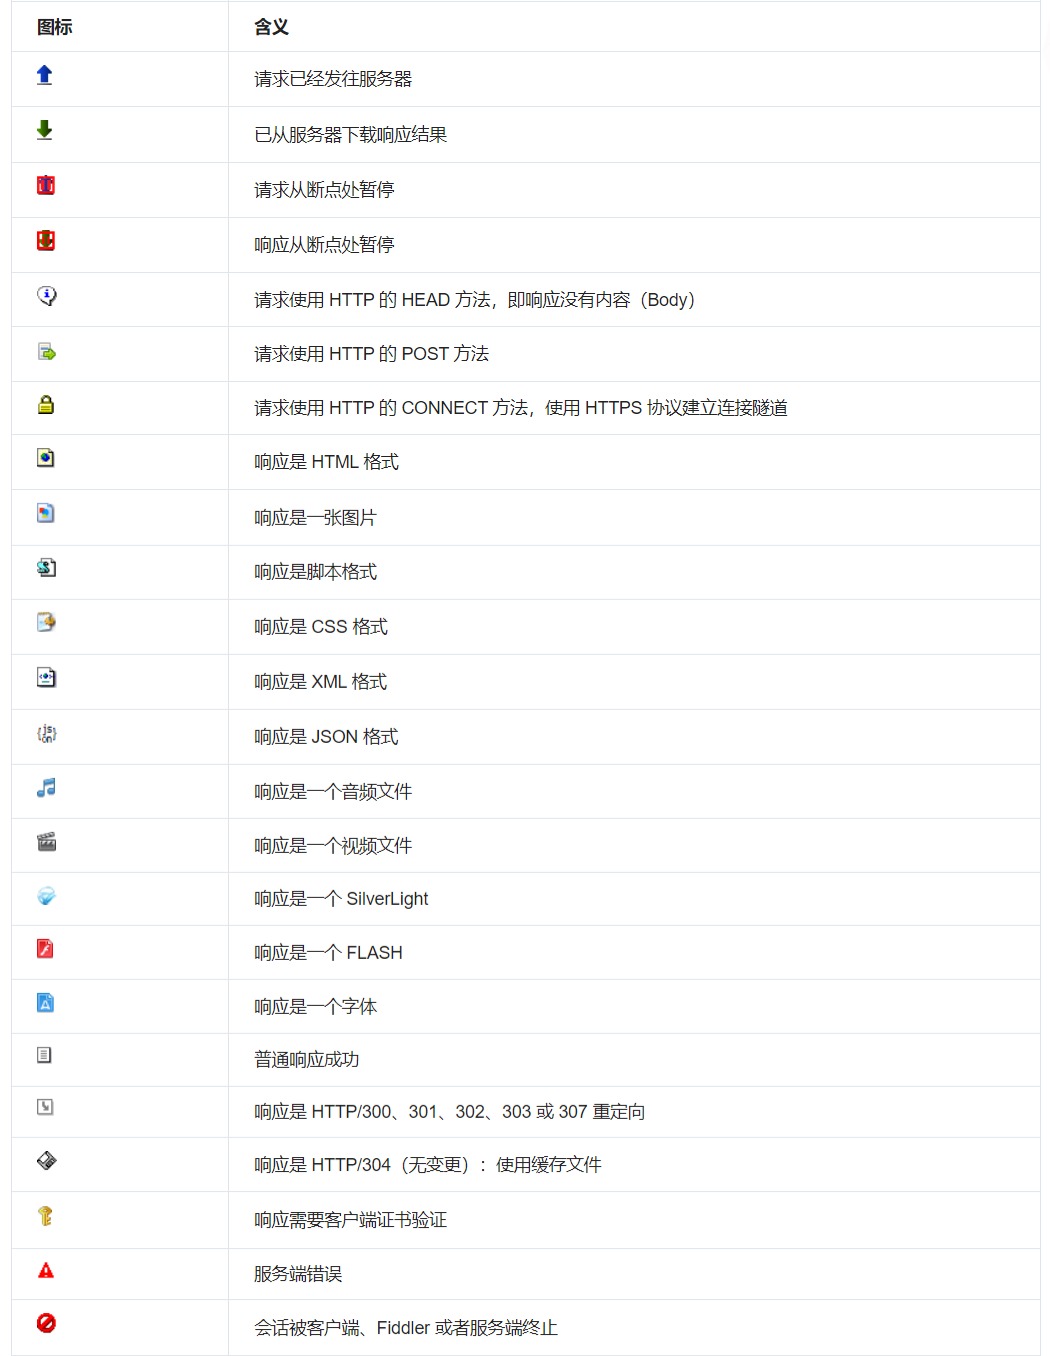 图标 含义
请求已经发往服务器
已从服务器下载响应结果
请求从断点处暂停
响应从断点处暂停
请求使用 HTTP 的 HEAD 方法，即响应没有内容（Body）
请求使用 HTTP 的 POST 方法
请求使用 HTTP 的 CONNECT 方法，使用 HTTPS 协议建立连接隧道
响应是 HTML 格式
响应是一张图片
响应是脚本格式
响应是 CSS 格式
响应是 XML 格式
{json} 响应是 JSON 格式
响应是一个音频文件
响应是一个视频文件
响应是一个 SilverLight
响应是一个 FLASH
A 响应是一个字体
普通响应成功
响应是 HTTP/300、301、302、303 或 307 重定向
响应是 HTTP/304（无变更）：使用缓存文件
响应需要客户端证书验证
服务端错误
会话被客户端、Fiddler 或者服务端终止